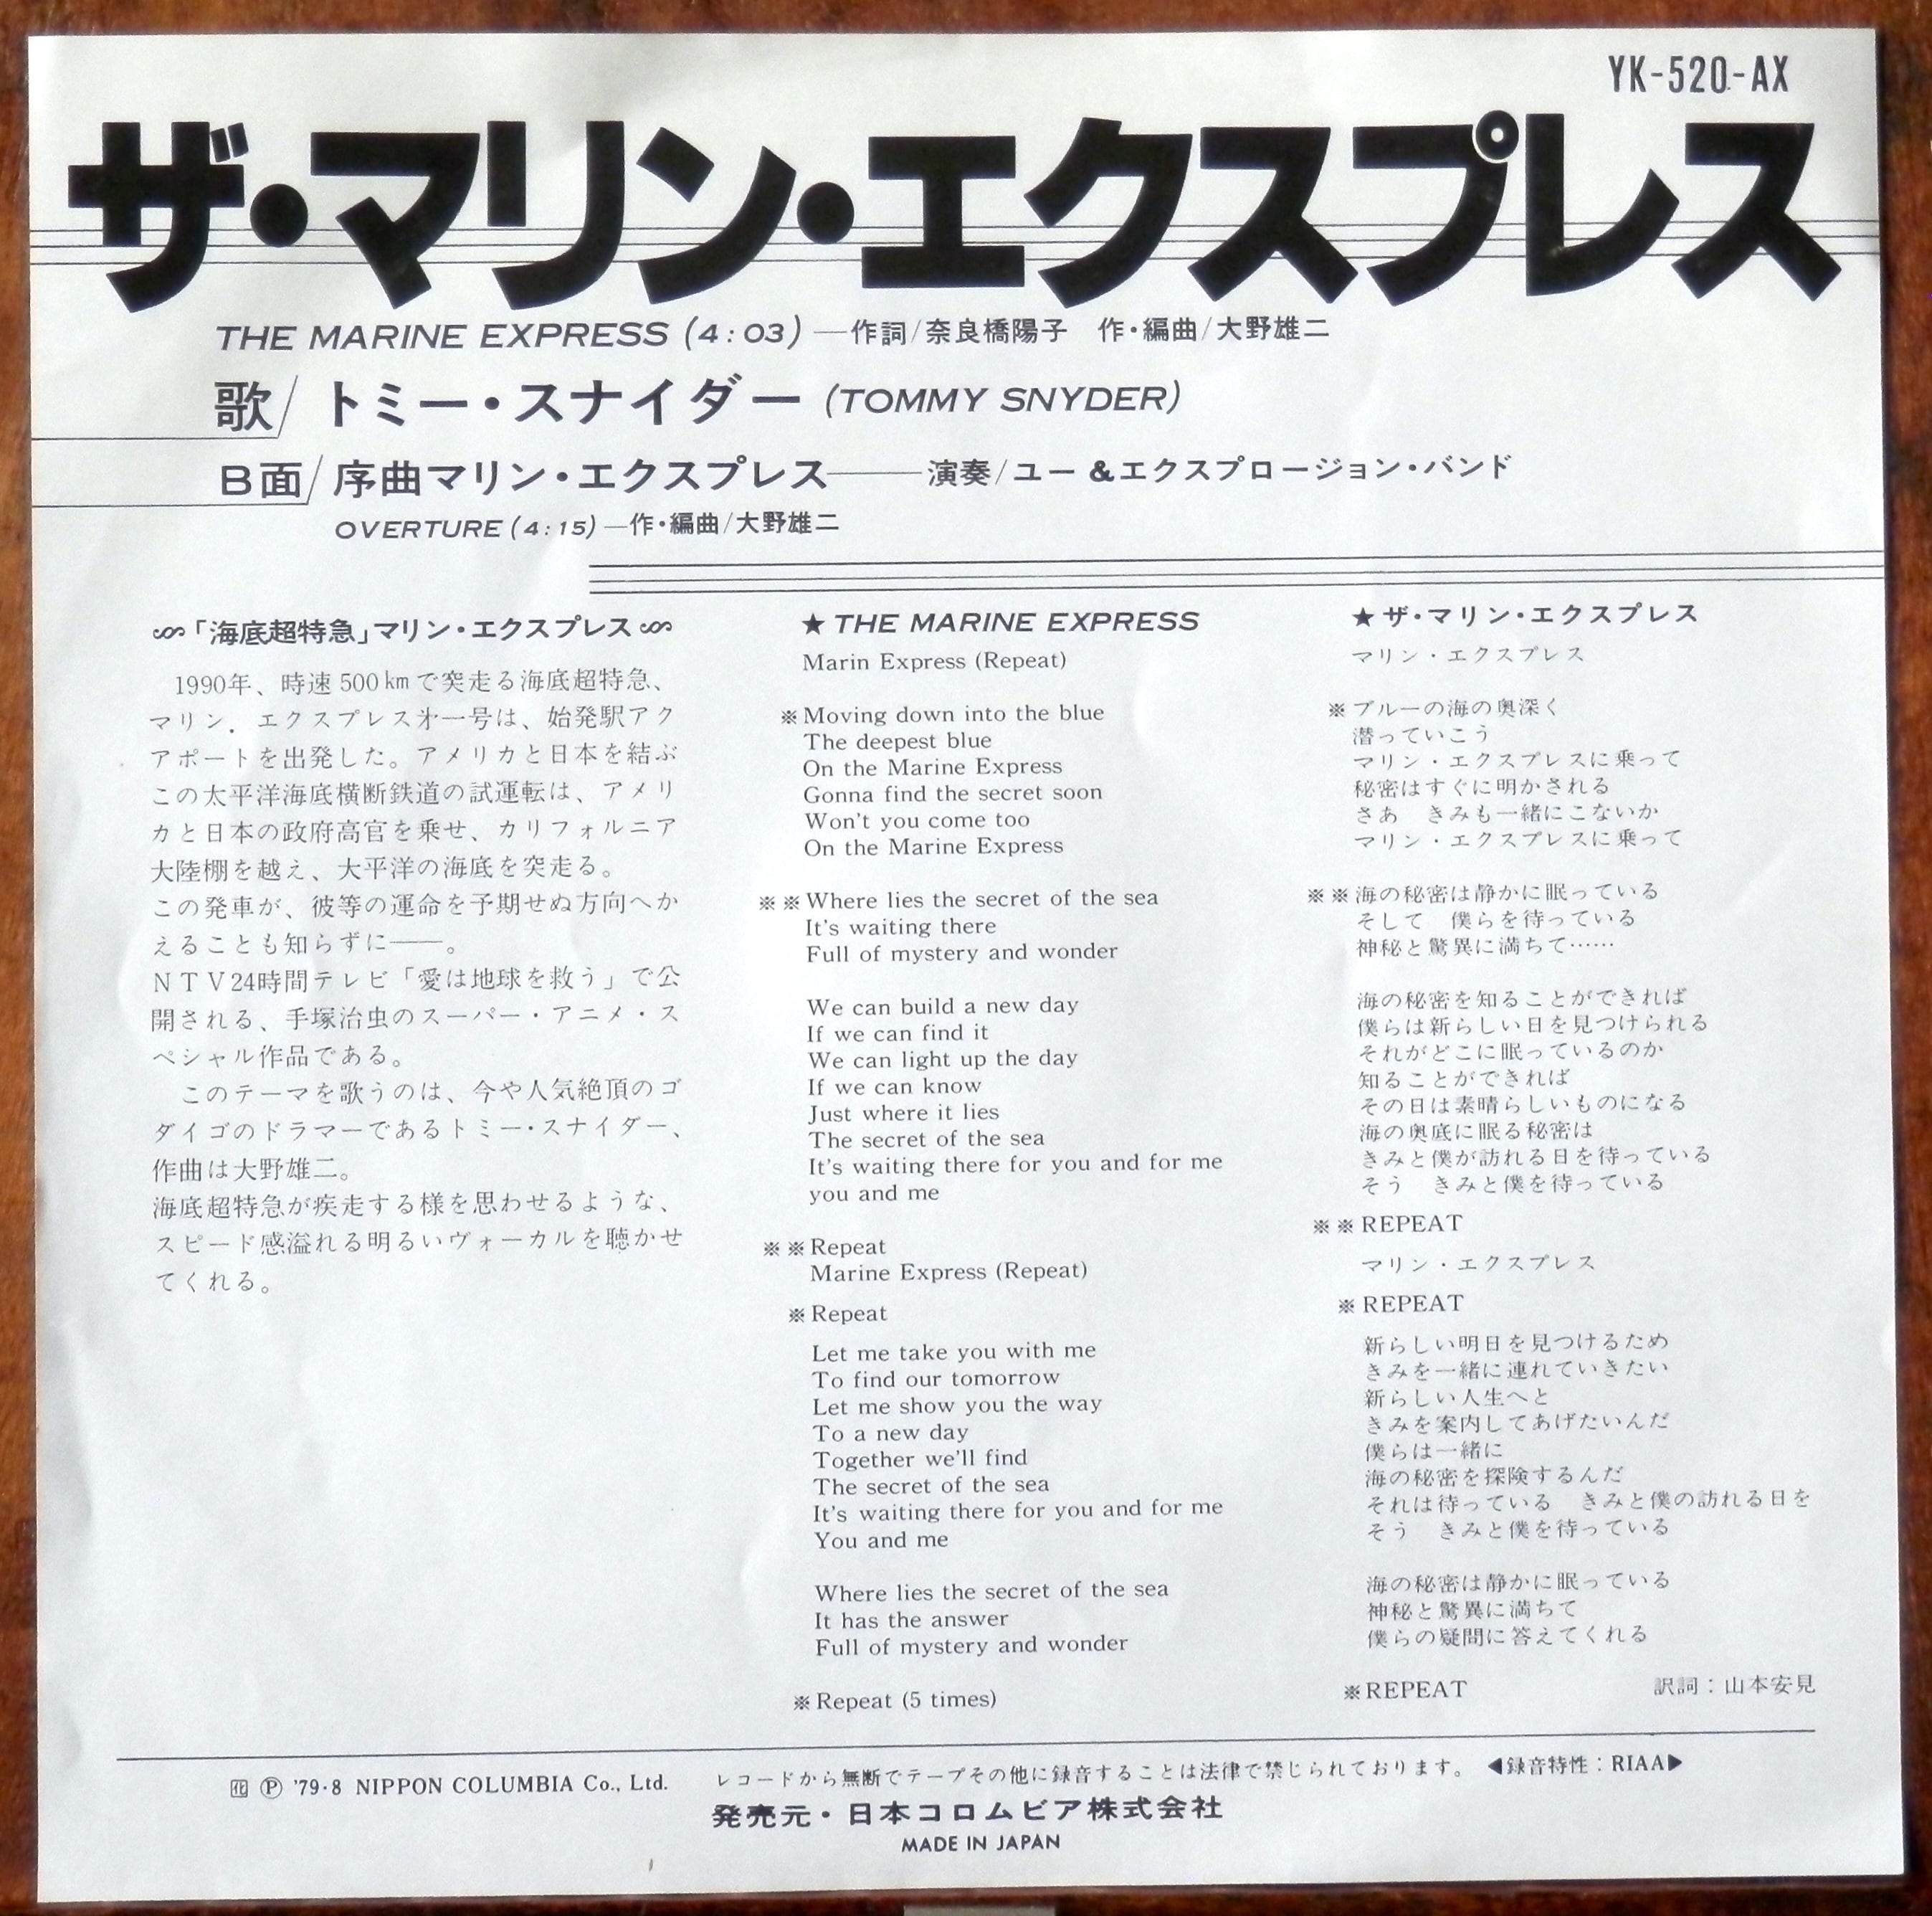 YK-520-AX
ザ・マリン・エクスプレス
THE MARINE EXPRESS (4:03)—作詞/奈良橋陽子 作・編曲/大野雄二
歌/トミー・スナイダー (TOMMY SNYDER)
B面/序曲マリン・エクスプレス——演奏/ユー&エクスプロージョン・バンド
OVERTURE (4:15)—作・編曲/大野雄二
「海底超特急」マリン・エクスプレス
1990年、時速500kmで突走る海底超特急、
マリン．エクスプレス㐧一号は、始発駅アク
アポートを出発した。アメリカと日本を結ぶ
この太平洋海底横断鉄道の試運転は、アメリ
カと日本の政府高官を乗せ、カリフォルニア
大陸棚を越え、大平洋の海底を突走る。
この発車が、彼等の運命を予期せぬ方向へか
えることも知らずに——。
NTV24時間テレビ「愛は地球を救う」で公
開される、手塚治虫のスーパー・アニメ・ス
ペシャル作品である。
このテーマを歌うのは、今や人気絶頂のゴ
ダイゴのドラマーであるトミー・スナイダー、
作曲は大野雄二。
海底超特急が疾走する様を思わせるような、
スピード感溢れる明るいヴォーカルを聴かせ
てくれる。
★ THE MARINE EXPRESS
Marin Express (Repeat)
※Moving down into the blue
The deepest blue
On the Marine Express
Gonna find the secret soon
Won't you come too
On the Marine Express
※※Where lies the secret of the sea
It's waiting there
Full of mystery and wonder
We can build a new day
If we can find it
We can light up the day
If we can know
Just where it lies
The secret of the sea
It's waiting there for you and for me
you and me
※※Repeat
Marine Express (Repeat)
※Repeat
Let me take you with me
To find our tomorrow
Let me show you the way
To a new day
Together we'll find
The secret of the sea
It's waiting there for you and for me
You and me
Where lies the secret of the sea
It has the answer
Full of mystery and wonder
※Repeat (5 times)
★ザ・マリン・エクスプレス
マリン・エクスプレス
※ブルーの海の奥深く
潜っていこう
マリン・エクスプレスに乗って
秘密はすぐに明かされる
さあ きみも一緒にこないか
マリン・エクスプレスに乗って
※※海の秘密は静かに眠っている
そして 僕らを待っている
神秘と驚異に満ちて……
海の秘密を知ることができれば
僕らは新らしい日を見つけられる
それがどこに眠っているのか
知ることができれば
その日は素晴らしいものになる
海の奥底に眠る秘密は
きみと僕が訪れる日を待っている
そう きみと僕を待っている
※※REPEAT
マリン・エクスプレス
※REPEAT
新らしい明日を見つけるため
きみを一緒に連れていきたい
新らしい人生へと
きみを案内してあげたいんだ
僕らは一緒に
海の秘密を探険するんだ
それは待っている きみと僕の訪れる日を
そう きみと僕を待っている
海の秘密は静かに眠っている
神秘と驚異に満ちて
僕らの疑問に答えてくれる
※REPEAT 訳詞：山本安見
㊋ Ⓟ '79・8 NIPPON COLUMBIA Co., Ltd. レコードから無断でテープその他に録音することは法律で禁じられております。 ◀録音特性：RIAA▶
発売元・日本コロムビア株式会社
MADE IN JAPAN